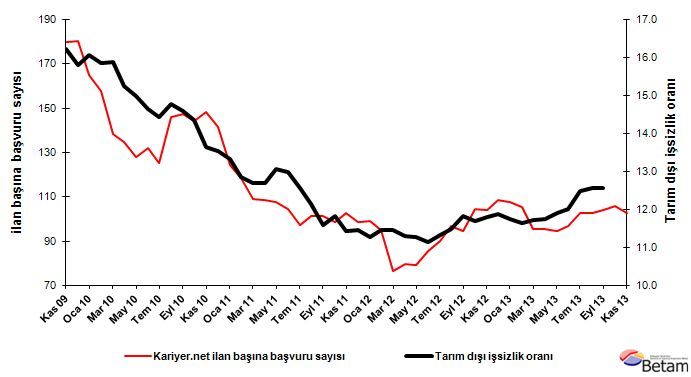 190
170
150
130
110
90
70
ilan başına başvuru sayısı
17.0
16.0
15.0
14.0
13.0
12.0
11.0
10.0
Tarım dışı işsizlik oranı
Kas 09
Oca 10
Mar 10
May 10
Tem 10
Eyl 10
Kas 10
Oca 11
Mar 11
May 11
Tem 11
Eyl 11
Kas 11
Oca 12
Mar 12
May 12
Tem 12
Eyl 12
Kas 12
Oca 13
Mar 13
May 13
Tem 13
Eyl 13
Kas 13
Kariyer.net ilan başına başvuru sayısı
Tarım dışı işsizlik oranı
Betam